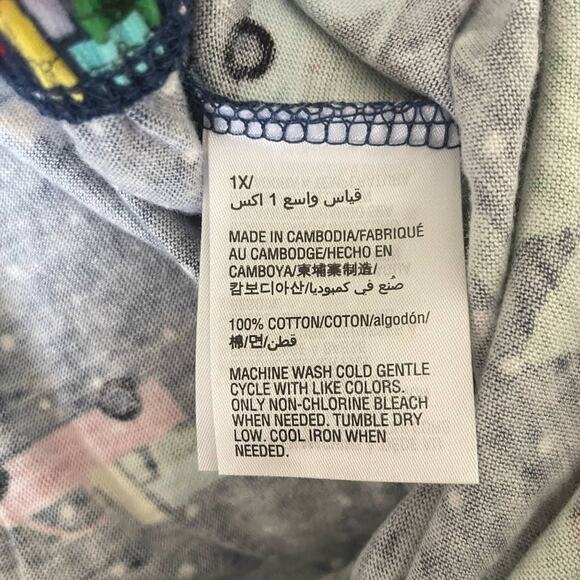 1X/
قياس واسع 1 اكس
MADE IN CAMBODIA/FABRIQUÉ
AU CAMBODGE/HECHO EN
CAMBOYA/柬埔寨制造/
캄보디아산/صُنع في كمبوديا
100% COTTON/COTON/algodón/
棉/면/قطن
MACHINE WASH COLD GENTLE
CYCLE WITH LIKE COLORS.
ONLY NON-CHLORINE BLEACH
WHEN NEEDED. TUMBLE DRY
LOW. COOL IRON WHEN
NEEDED.